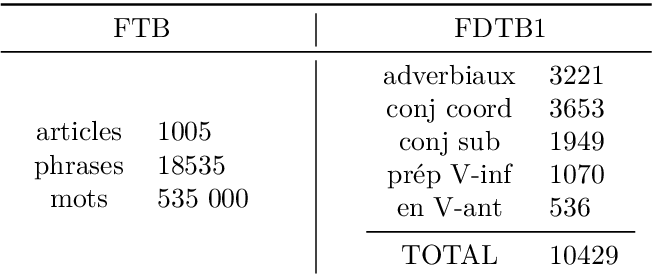 FTB FDTB1
articles 1005
phrases 18535
mots 535 000
adverbiaux 3221
conj coord 3653
conj sub 1949
prép V-inf 1070
en V-ant 536
TOTAL 10429